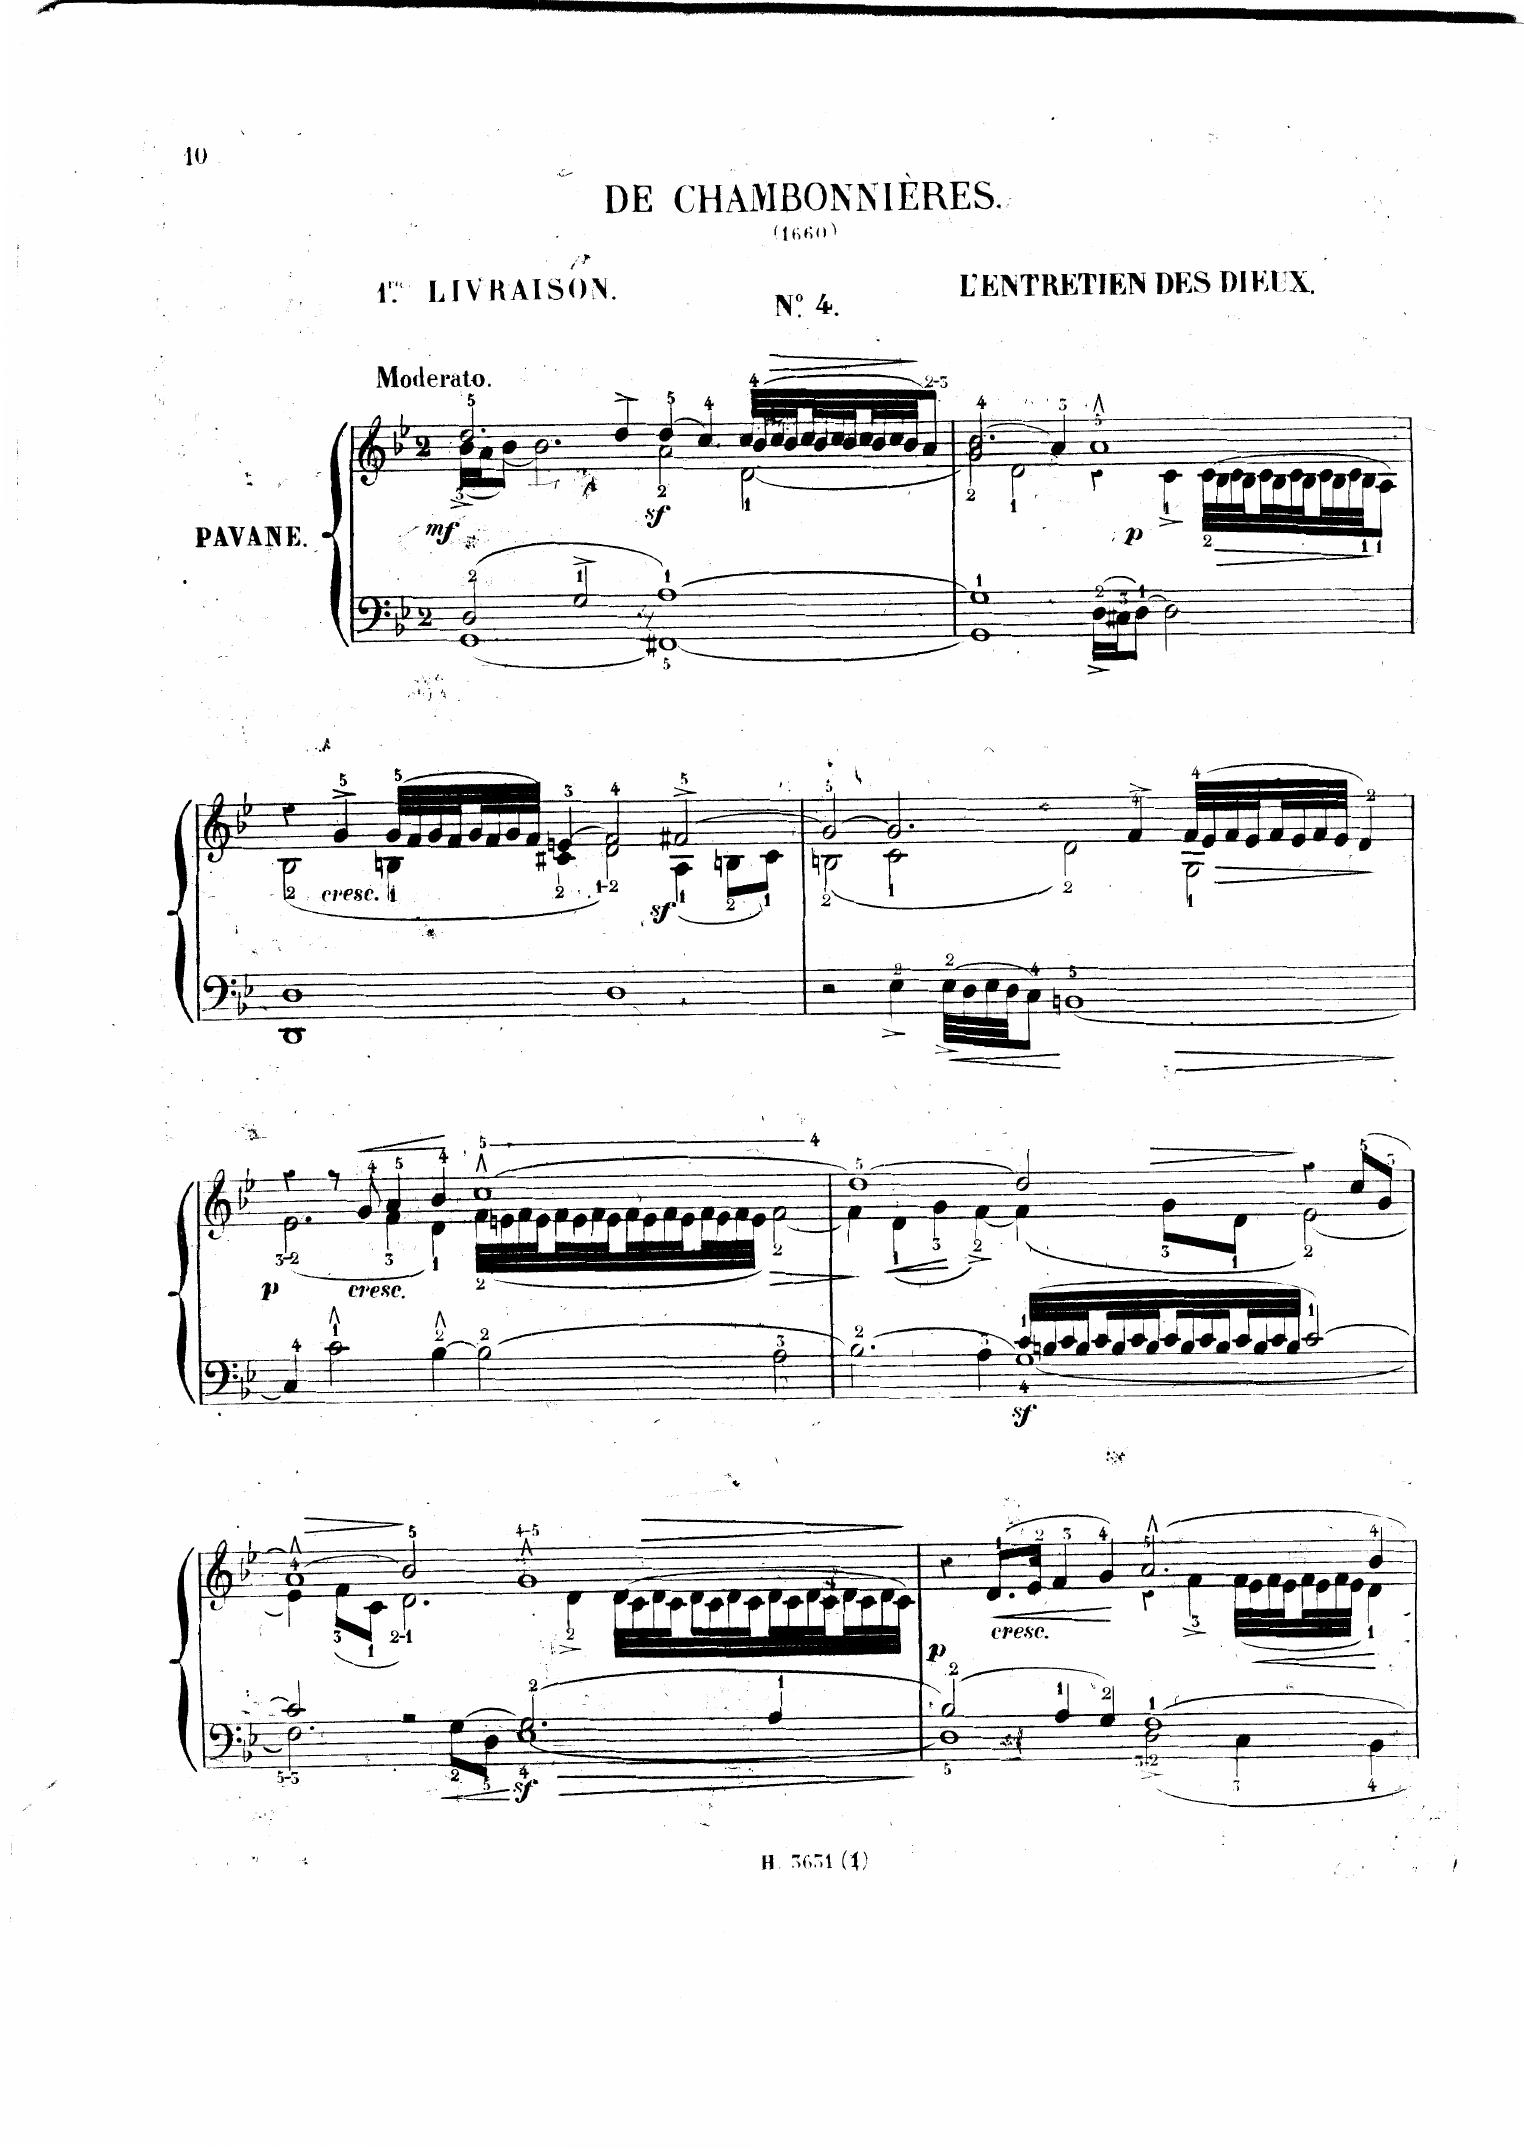 10
DE CHAMBONNIÈRES.
(1660)
1re LIVRAISON.
No. 4.
L'ENTRETIEN DES DIEUX.
Moderato.
PAVANE.
mf
sf
p
cresc.
sf
p
cresc.
sf
cresc.
p
sf
H. 3631 (1)